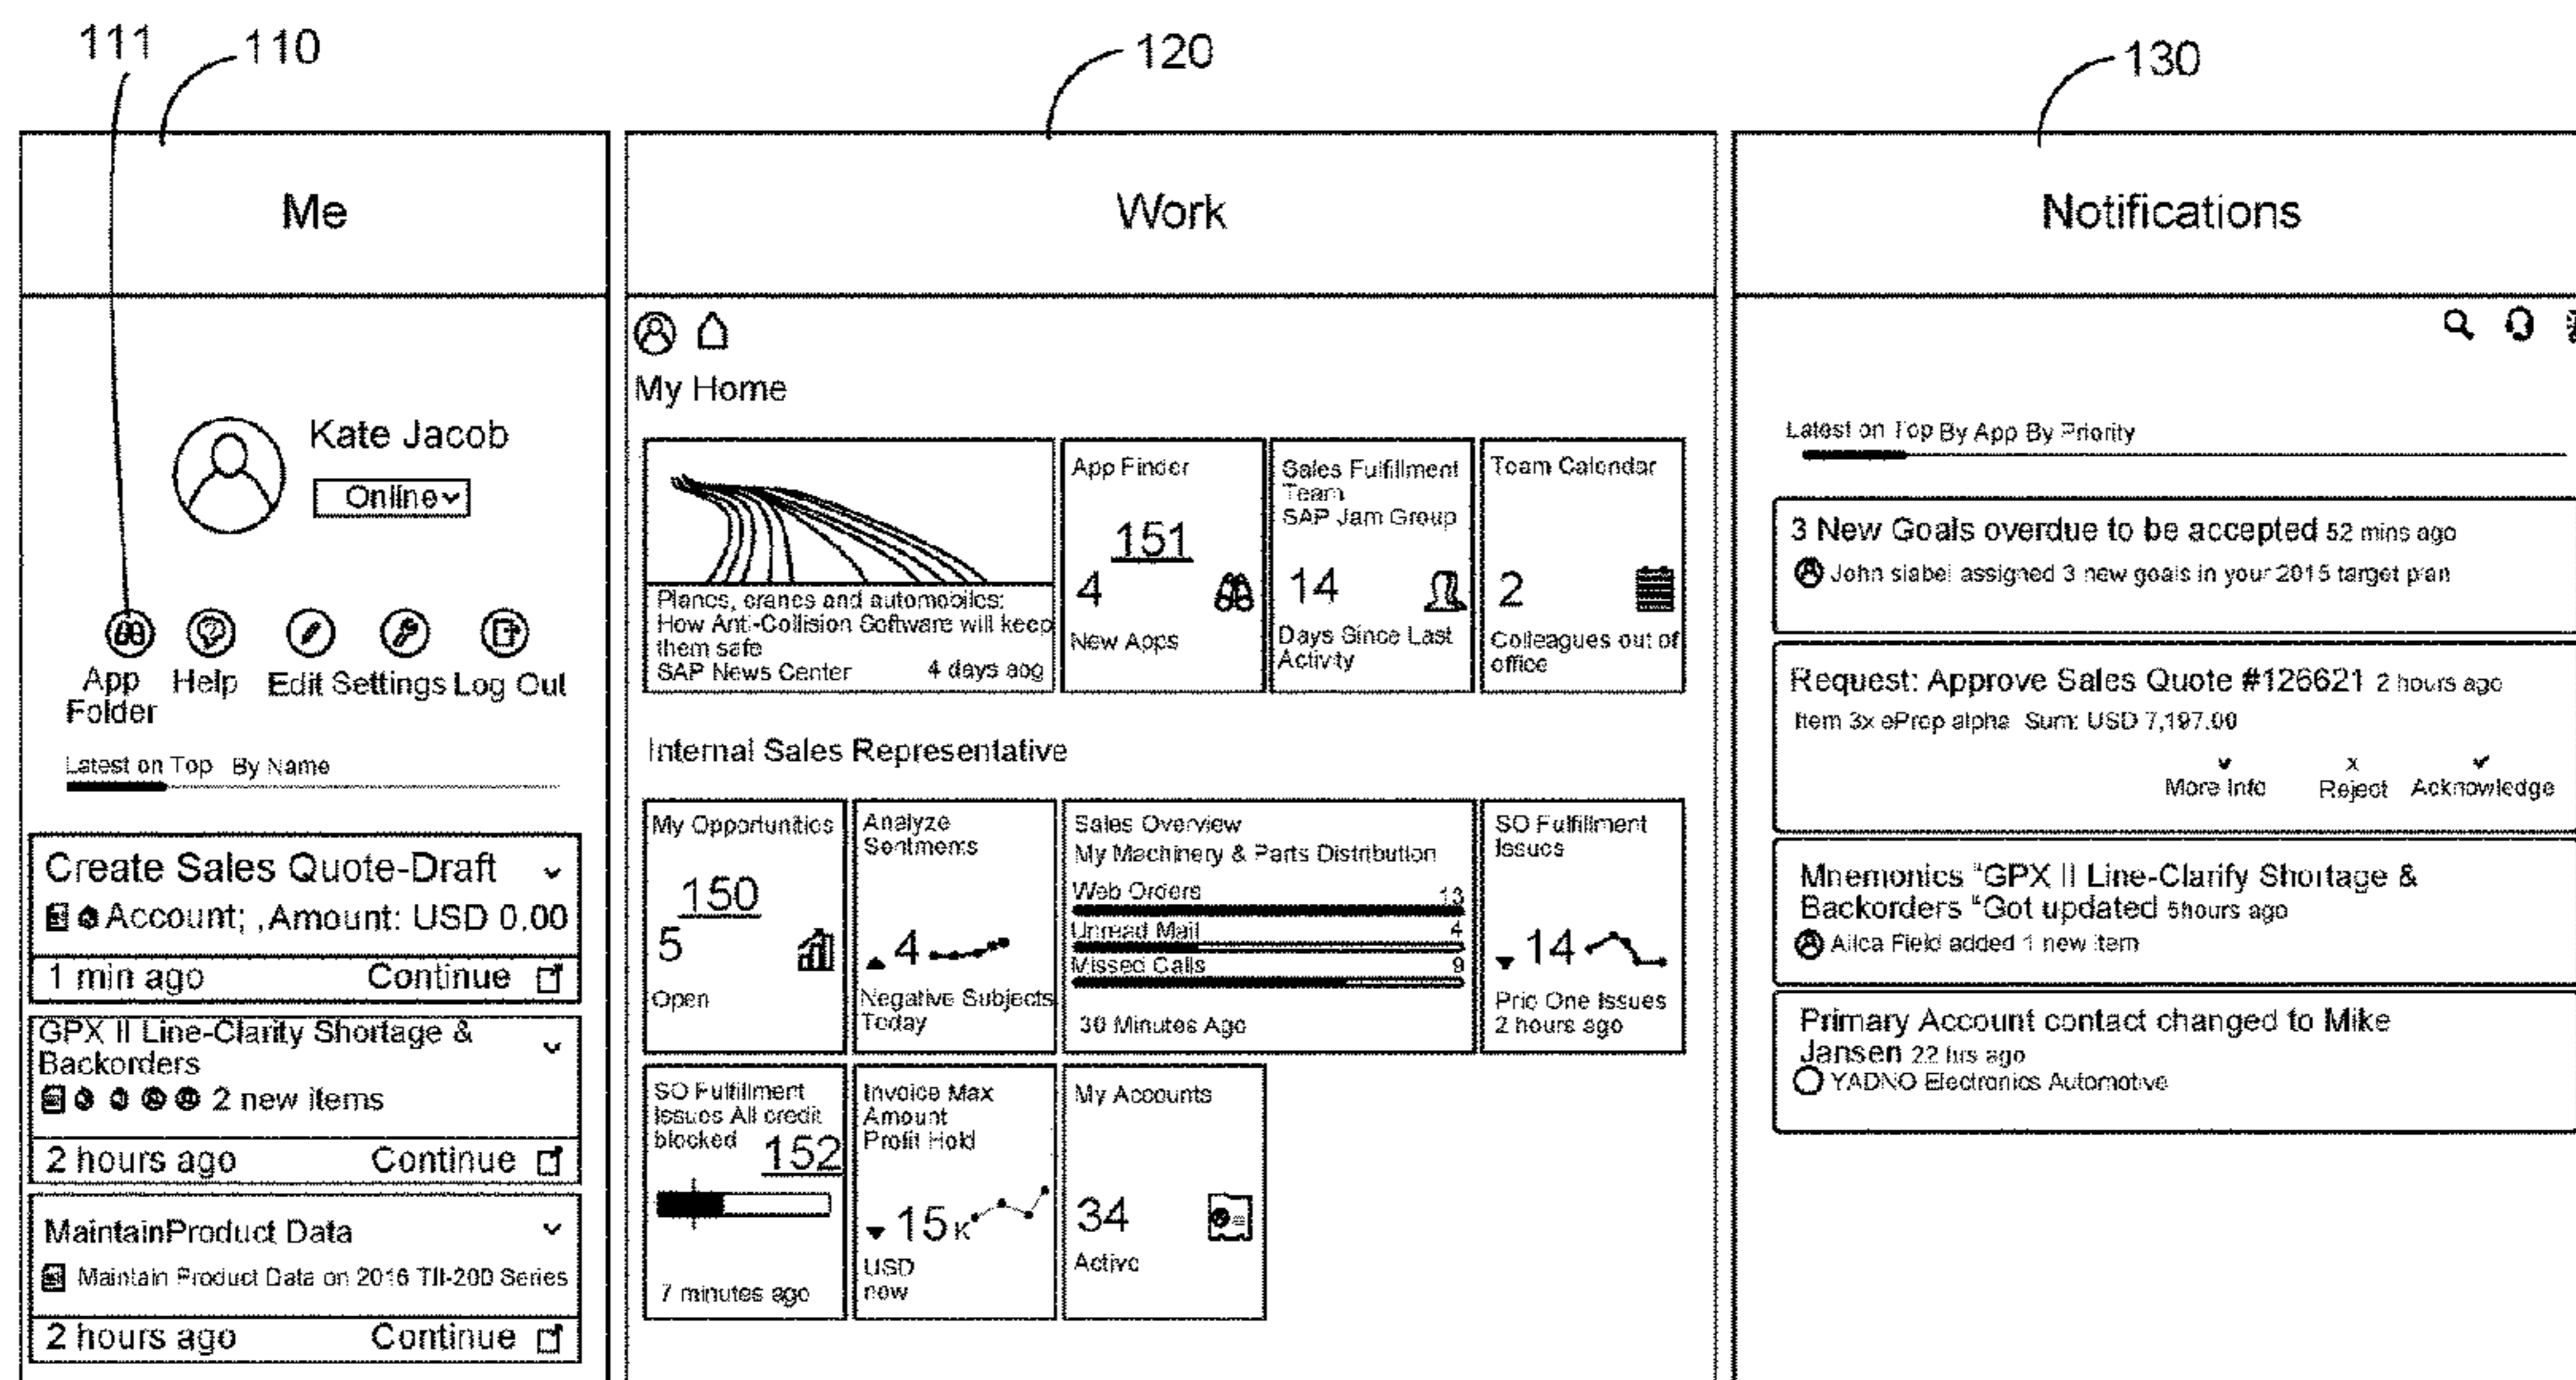 111
110
120
130
Me
Work
Notifications
Kate Jacob
Online
App
Folder
Help
Edit
Settings
Log Out
Latest on Top By Name
Create Sales Quote-Draft
Account; ,Amount: USD 0.00
1 min ago Continue
GPX II Line-Clarity Shortage &
Backorders
2 new items
2 hours ago Continue
MaintainProduct Data
Maintain Product Data on 2016 
2 hours ago Continue
My Home
Planes, cranes and automobiles:
How Anti-Collision Software will keep
them safe
SAP News Center 4 days aog
App Finder
151
4
New Apps
Sales Fulfillment
Team
SAP Jam Group
14
Days Since Last
Activity
Team Calendar
2
Colleagues out of
office
Internal Sales Representative
My Opportunities
150
5
Open
Analyze
Sentments
4
Negative Subjects
Today
Sales Overview
My Machinery & Parts Distribution
Web Orders 13
Unread Mail 4
Missed Calls 9
30 Minutes Ago
SO Fulfillment
Issues
14
Prio One Issues
2 hours ago
SO Fulfillment
Issues All credit
blocked
152
7 minutes ago
Invoice Max
Amount
Profit Hold
15 K
USD
now
My Accounts
34
Active
Latest on Top By App By Priority
3 New Goals overdue to be accepted 52 mins ago
John slabel assigned 3 new goals in your 2015 target plan
Request: Approve Sales Quote #126621 2 hours ago
Item 3x eProp alpha Sum: USD 7,197.00
More Info
Reject
Acknowledge
Mnemonics "GPX II Line-Clarify Shortage &
Backorders "Got updated 5hours ago
Field added 1 new item
Primary Account contact changed to Mike
Jansen 22 hrs ago
YADNO Electronics Automotive